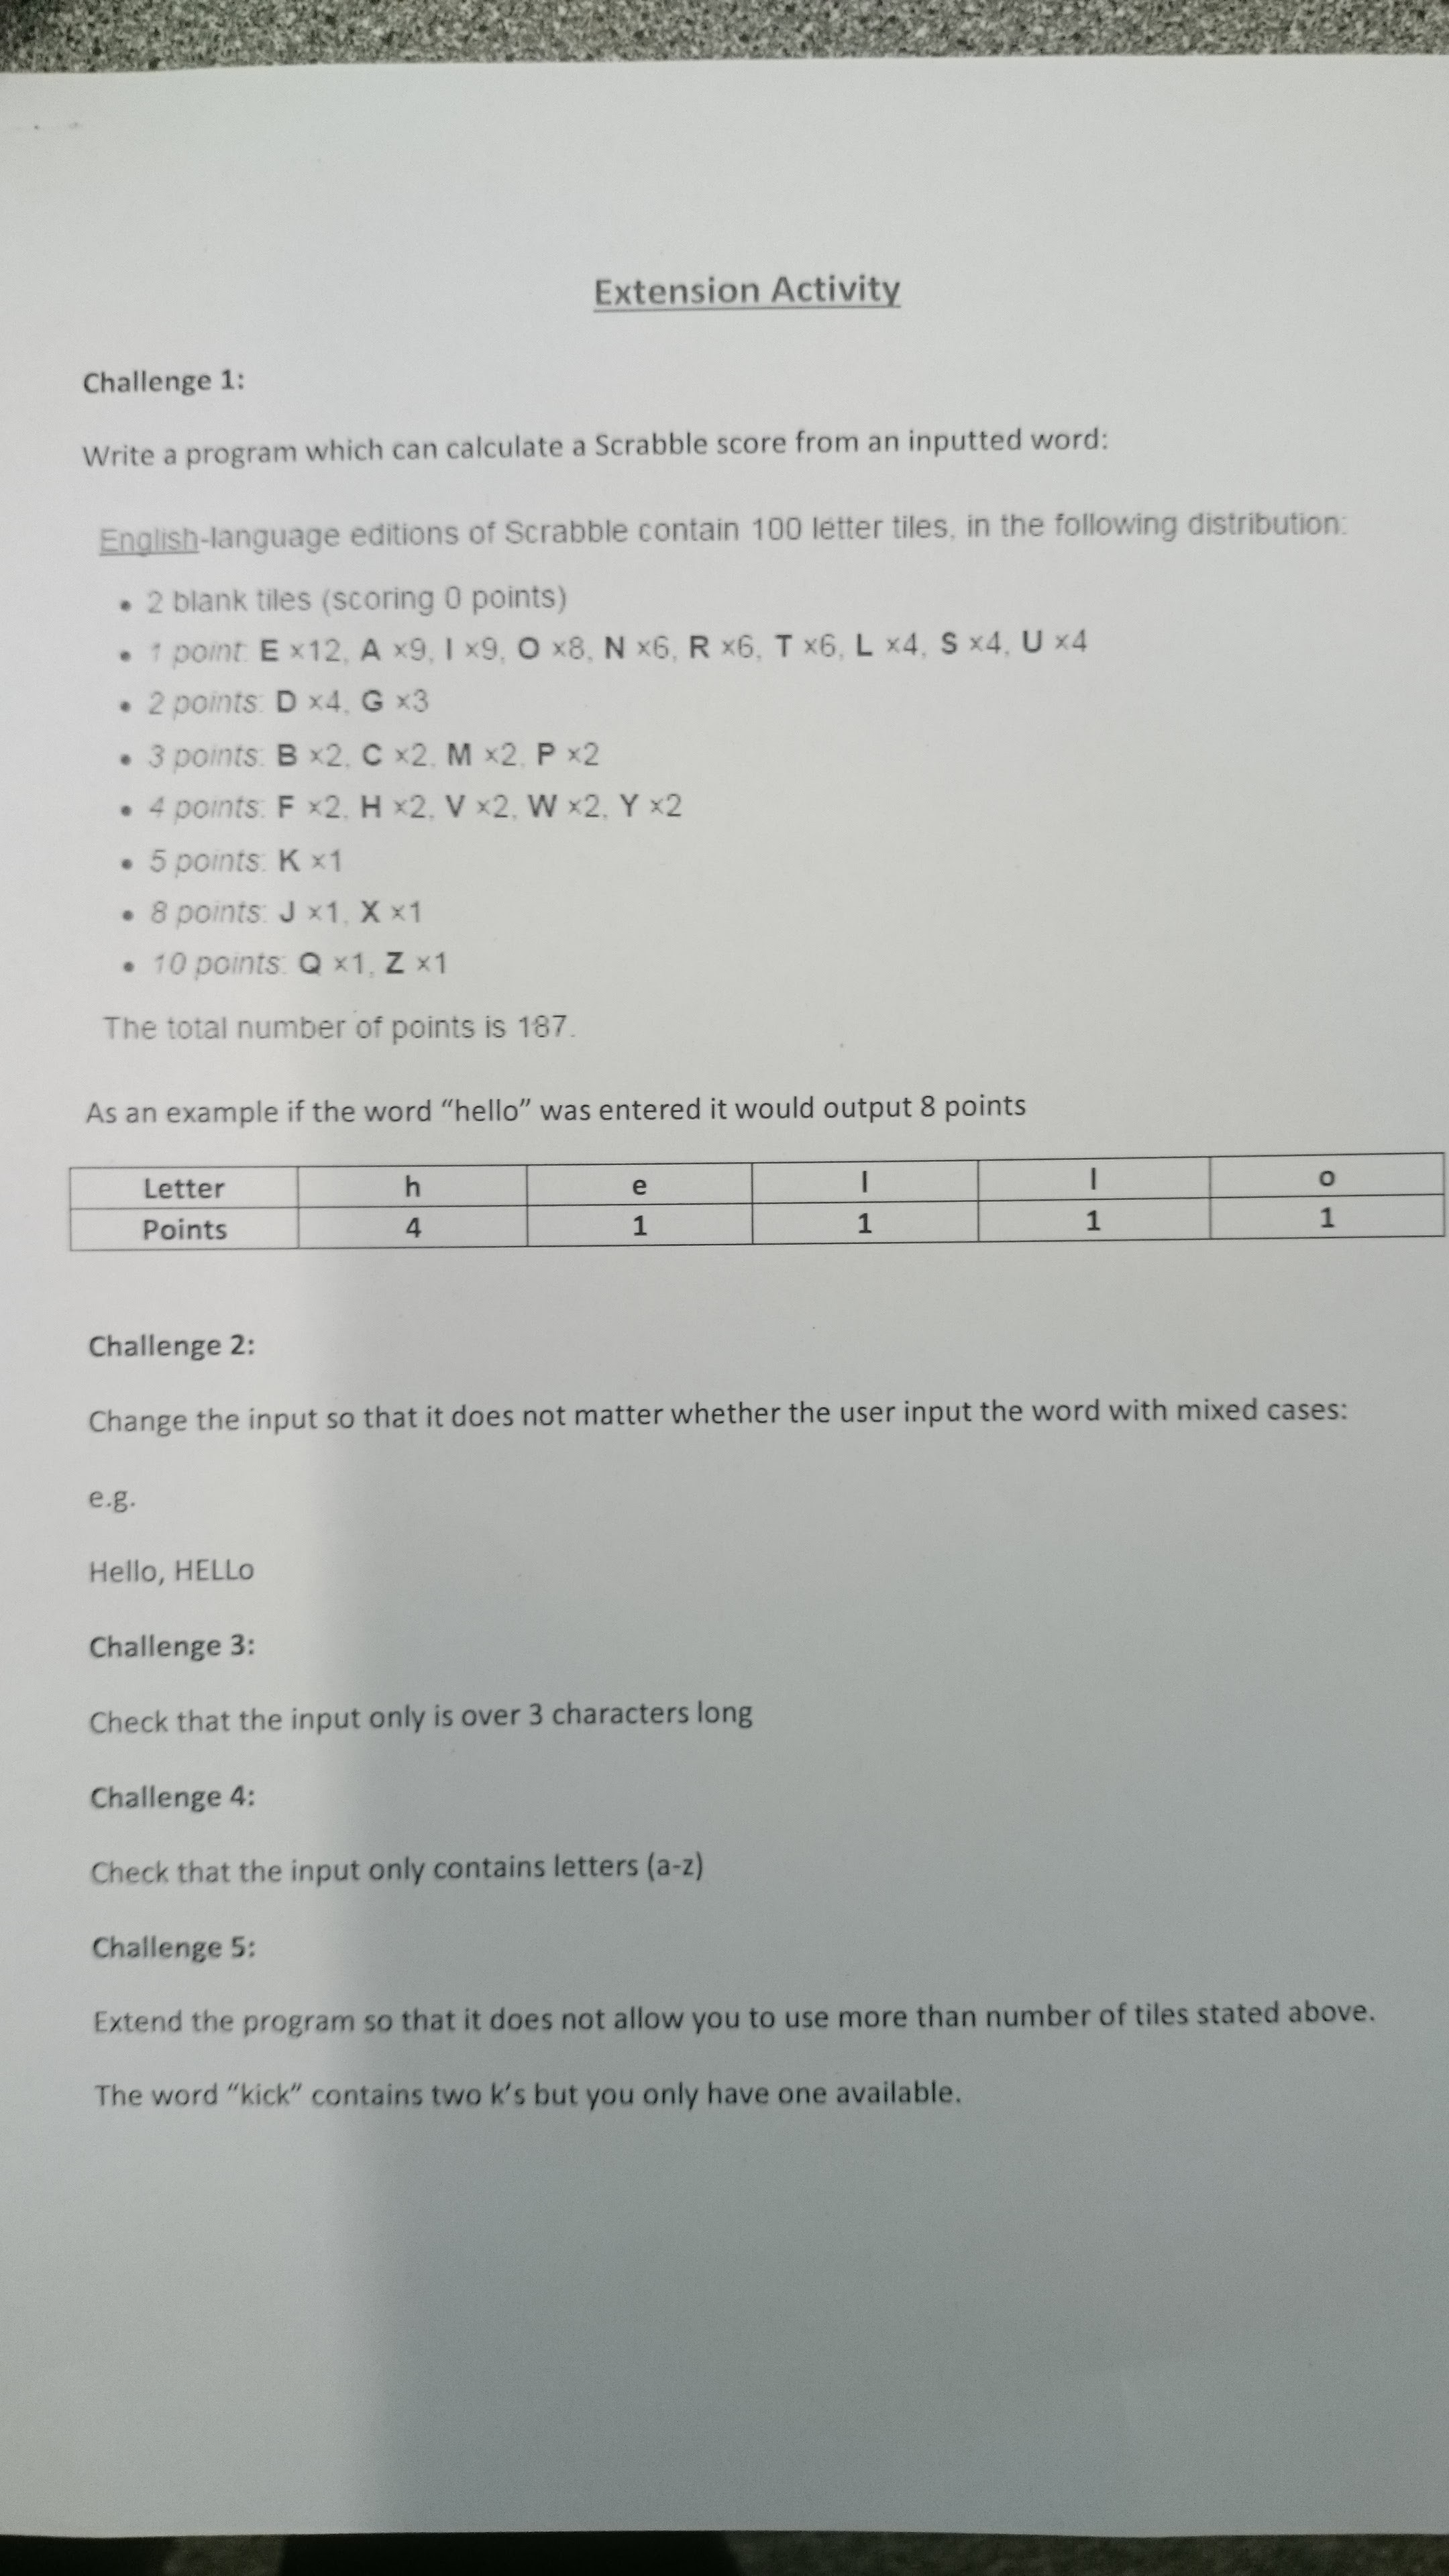 Extension Activity
Challenge 1:
Write a program which can calculate a Scrabble score from an inputted word:
English-language editions of Scrabble contain 100 letter tiles, in the following distribution:
• 2 blank tiles (scoring 0 points)
• 1 point: E ×12, A ×9, I ×9, O ×8, N ×6, R ×6, T ×6, L ×4, S ×4, U ×4
• 2 points: D ×4, G ×3
• 3 points: B ×2, C ×2, M ×2, P ×2
• 4 points: F ×2, H ×2, V ×2, W ×2, Y ×2
• 5 points: K ×1
• 8 points: J ×1, X ×1
• 10 points: Q ×1, Z ×1
The total number of points is 187.
As an example if the word “hello” was entered it would output 8 points
Letter h e l l o
Points 4 1 1 1 1
Challenge 2:
Change the input so that it does not matter whether the user input the word with mixed cases:
e.g.
Hello, HELLo
Challenge 3:
Check that the input only is over 3 characters long
Challenge 4:
Check that the input only contains letters (a-z)
Challenge 5:
Extend the program so that it does not allow you to use more than number of tiles stated above.
The word “kick” contains two k’s but you only have one available.